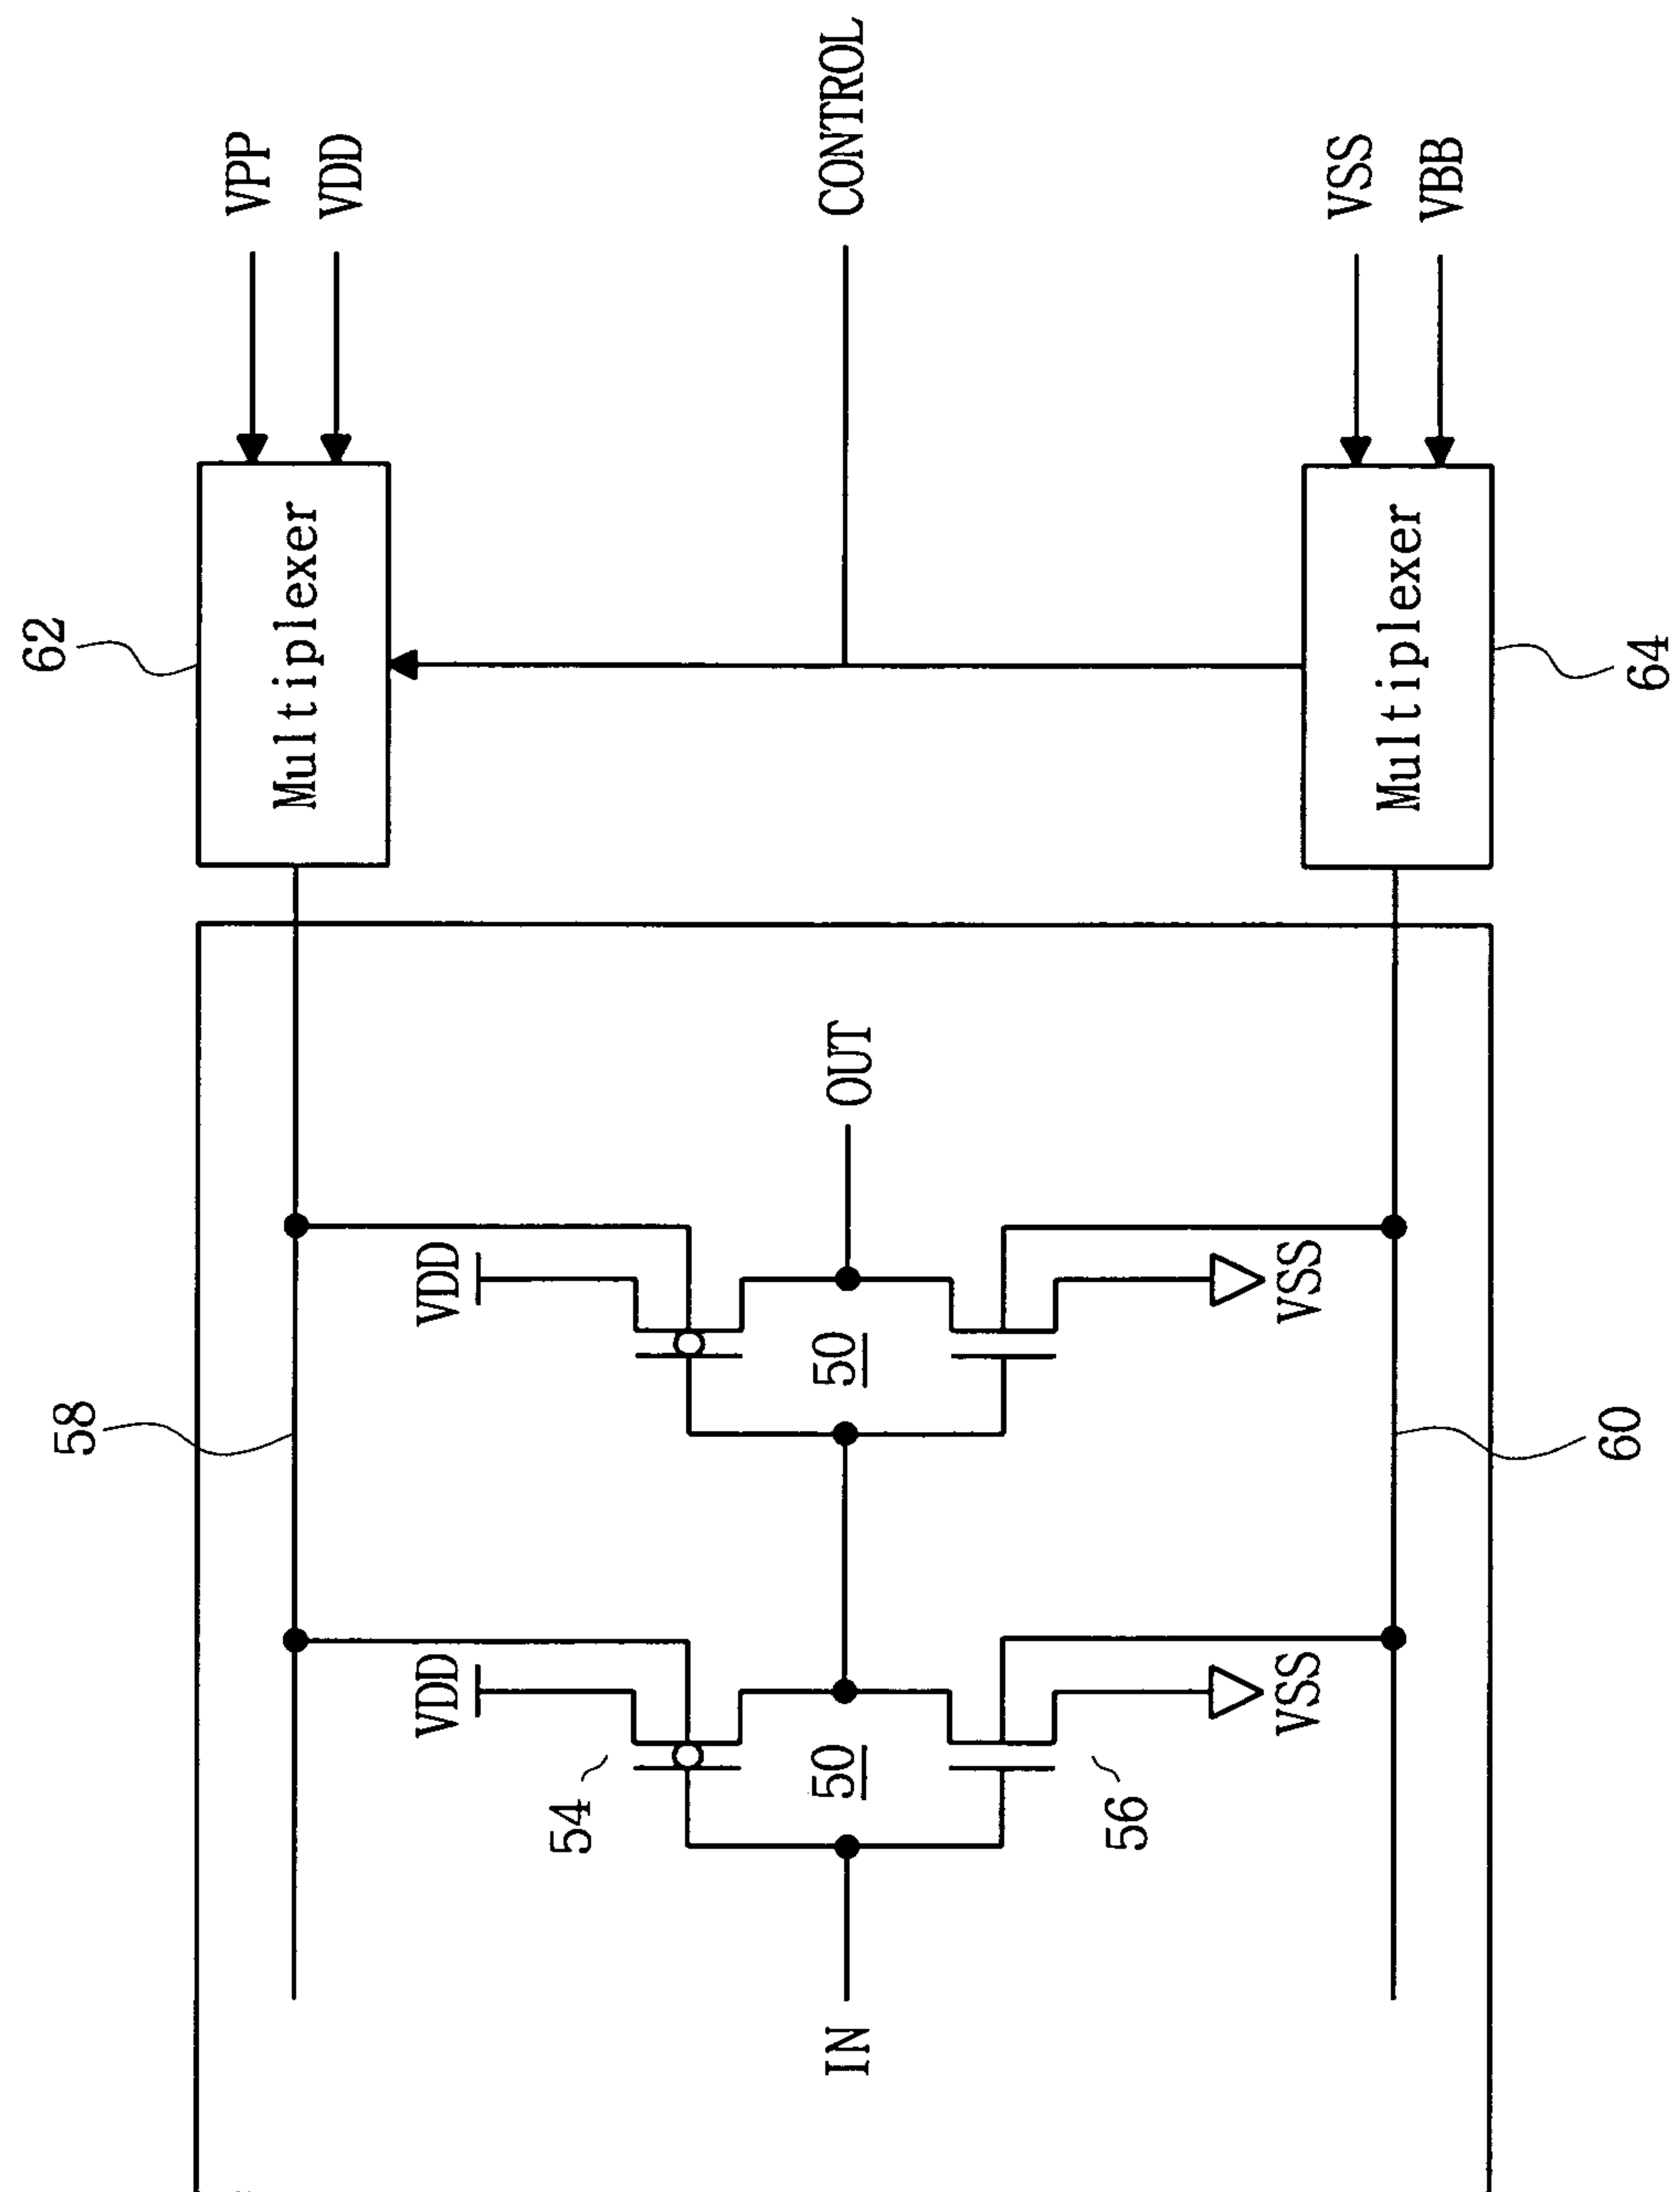 62
58
VPP
VDD
Multiplexer
VDD
VDD
54
CONTROL
OUT
50
50
IN
56
VSS
VSS
VSS
VBB
Multiplexer
60
64